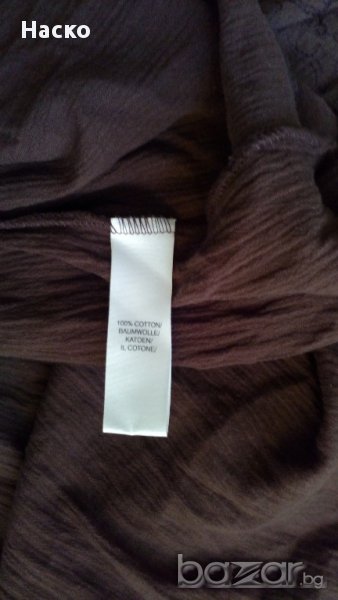 Наско
100% COTTON/
BAUMWOLLE/
KATOEN/
IL COTONE/
bazar.bg